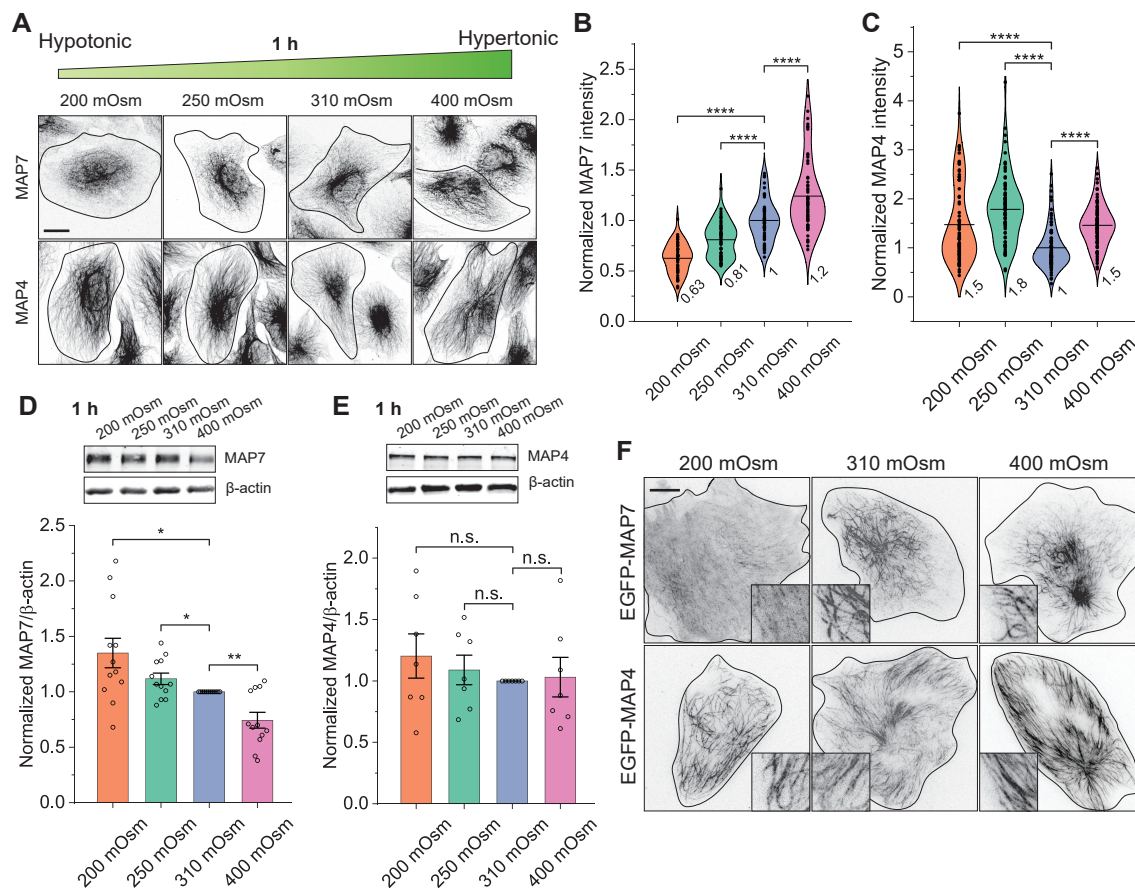 A
Hypotonic 1 h Hypertonic
200 mOsm 250 mOsm 310 mOsm 400 mOsm
MAP7
MAP4
B
Normalized MAP7 intensity
2.5
2.0
1.5
1.0
0.5
0.0
****
****
****
0.63
0.81
1
1.2
200 mOsm
250 mOsm
310 mOsm
400 mOsm
C
Normalized MAP4 intensity
5
4
3
2
1
0
****
****
****
1.5
1.8
1
1.5
200 mOsm
250 mOsm
310 mOsm
400 mOsm
D
1 h
200 mOsm
250 mOsm
310 mOsm
400 mOsm
MAP7
β-actin
Normalized MAP7/β-actin
2.5
2.0
1.5
1.0
0.5
0.0
*
*
**
200 mOsm
250 mOsm
310 mOsm
400 mOsm
E
1 h
200 mOsm
250 mOsm
310 mOsm
400 mOsm
MAP4
β-actin
Normalized MAP4/β-actin
2.0
1.5
1.0
0.5
0.0
n.s.
n.s.
n.s.
200 mOsm
250 mOsm
310 mOsm
400 mOsm
F
200 mOsm 310 mOsm 400 mOsm
EGFP-MAP7
EGFP-MAP4